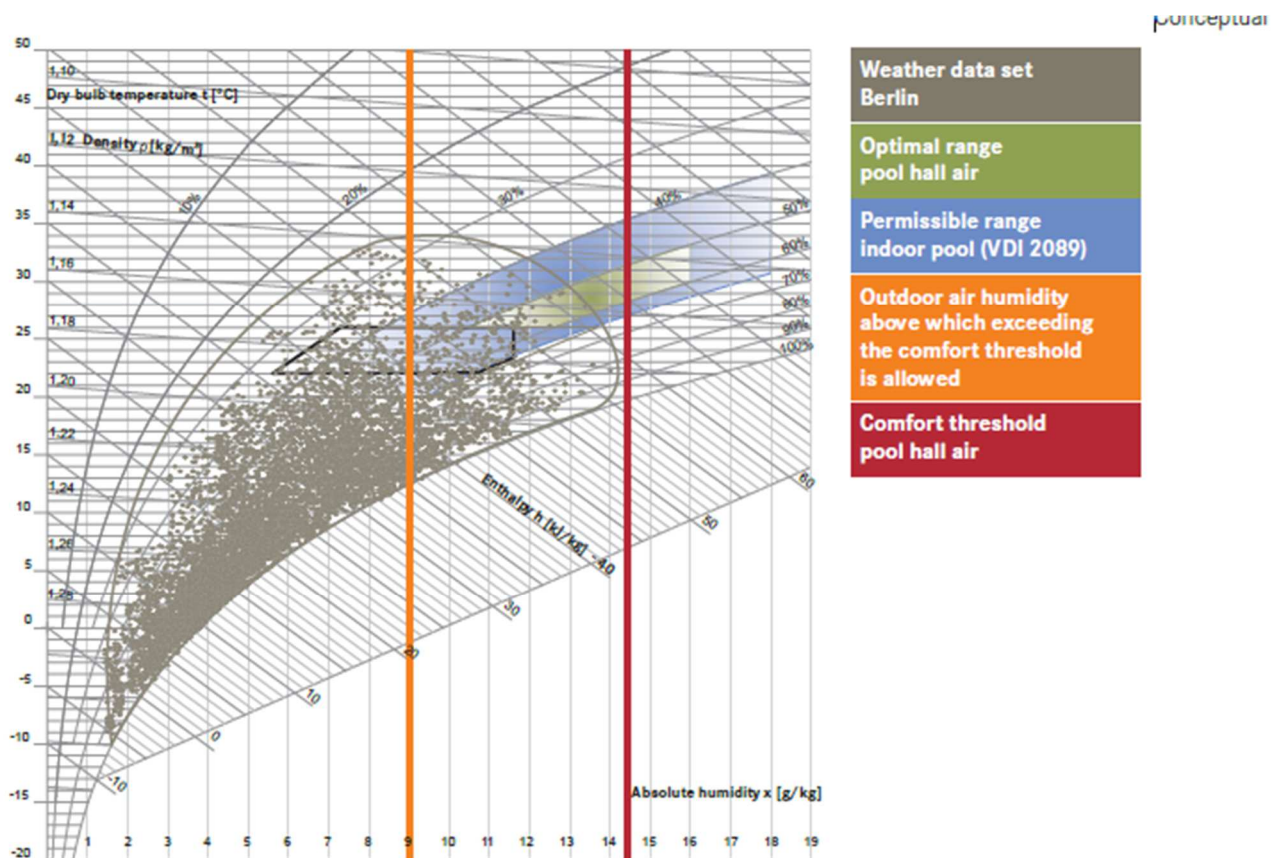 Conceptual
50
1,10
Dry bulb temperature t [°C]
45
1,12 Density ρ [kg/m³]
40
10%
20%
30%
40%
50%
60%
70%
80%
90%
100%
1,14
35
1,16
30
1,18
25
1,20
20
1,22
15
1,24
10
1,26
5
1,28
0
-5
-10
-15
-20
Enthalpy h [kJ/kg]
40
60
50
30
20
10
0
-10
Absolute humidity x [g/kg]
1 2 3 4 5 6 7 8 9 10 11 12 13 14 15 16 17 18 19
Weather data set
Berlin
Optimal range
pool hall air
Permissible range
indoor pool (VDI 2089)
Outdoor air humidity
above which exceeding
the comfort threshold
is allowed
Comfort threshold
pool hall air